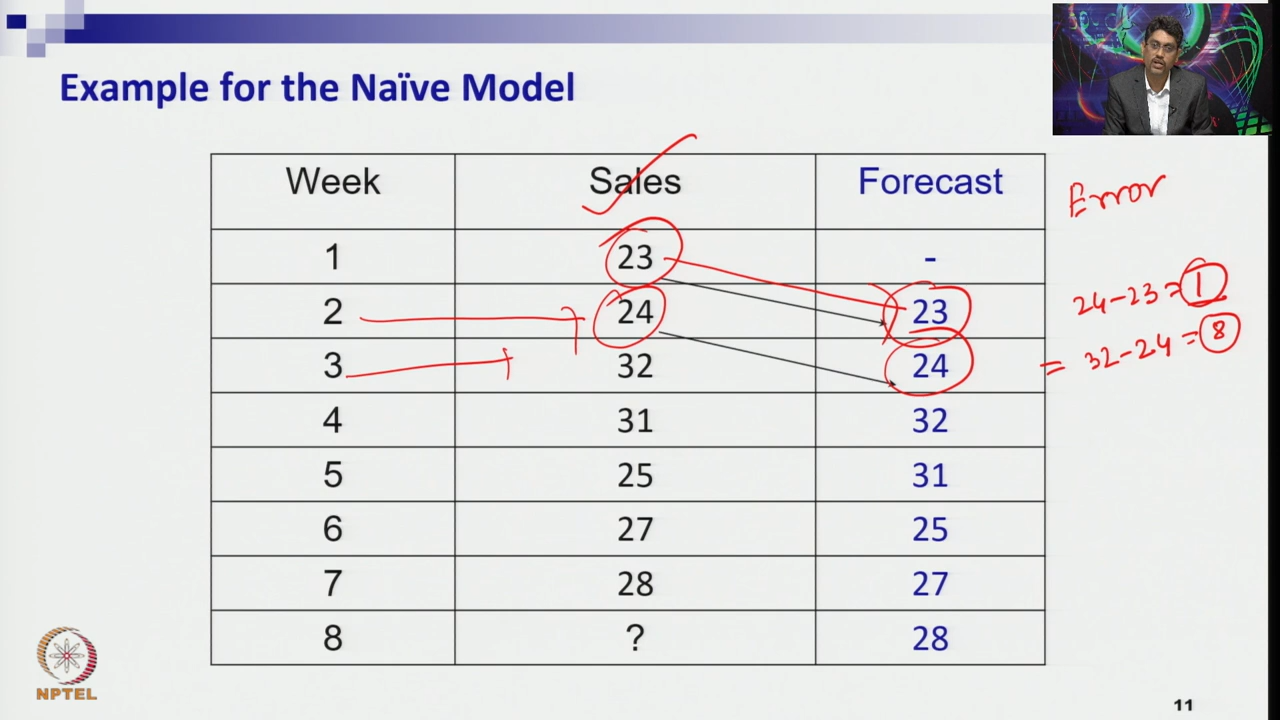 Example for the Naïve Model
Week Sales Forecast Error
1 23 -
2 24 23 24-23=1
3 32 24 = 32-24=8
4 31 32
5 25 31
6 27 25
7 28 27
8 ? 28
NPTEL
11